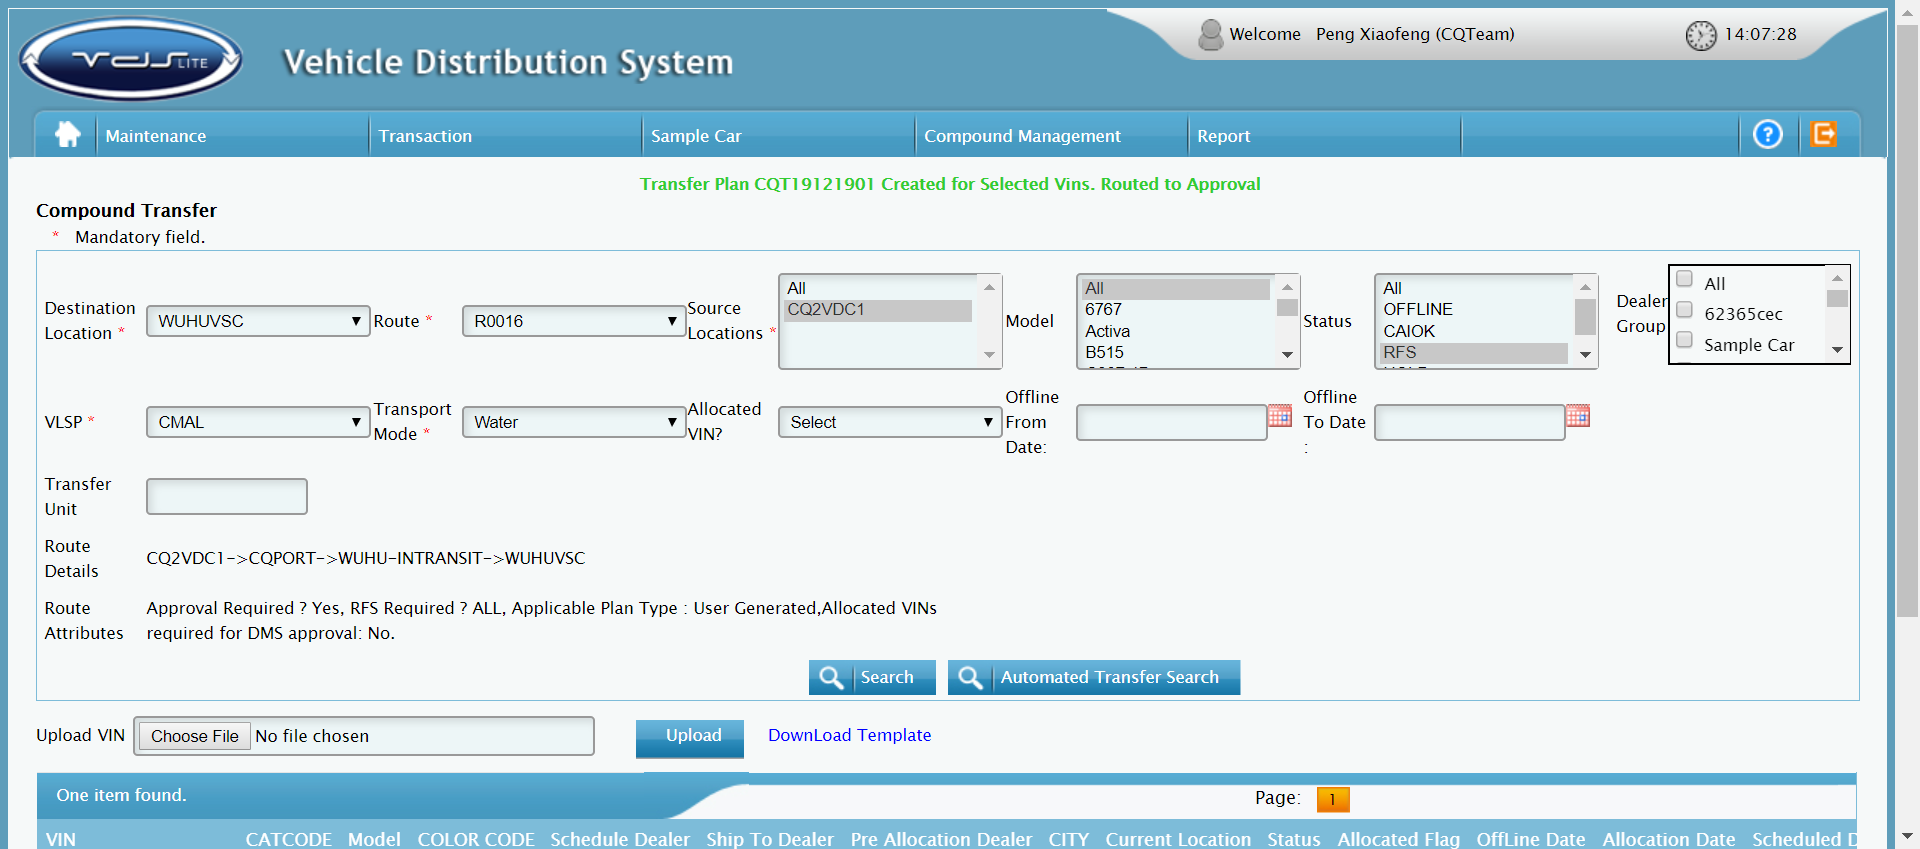 VDS LITE
Vehicle Distribution System
Welcome Peng Xiaofeng (CQTeam)
14:07:28
Maintenance
Transaction
Sample Car
Compound Management
Report
?
Transfer Plan CQT19121901 Created for Selected Vins. Routed to Approval
Compound Transfer
* Mandatory field.
Destination
Location *
WUHUVSC
Route *
R0016
Source
Locations *
All
CQ2VDC1
Model
All
6767
Activa
B515
Status
All
OFFLINE
CAIOK
RFS
Dealer
Group
All
62365cec
Sample Car
VLSP *
CMAL
Transport
Mode *
Water
Allocated
VIN?
Select
Offline
From
Date:
Offline
To Date
:
Transfer
Unit
Route
Details
CQ2VDC1->CQPORT->WUHU-INTRANSIT->WUHUVSC
Route
Attributes
Approval Required ? Yes, RFS Required ? ALL, Applicable Plan Type : User Generated,Allocated VINs
required for DMS approval: No.
Search
Automated Transfer Search
Upload VIN
Choose File No file chosen
Upload
DownLoad Template
One item found.
Page: 1
VIN CATCODE Model COLOR CODE Schedule Dealer Ship To Dealer Pre Allocation Dealer CITY Current Location Status Allocated Flag OffLine Date Allocation Date Scheduled D